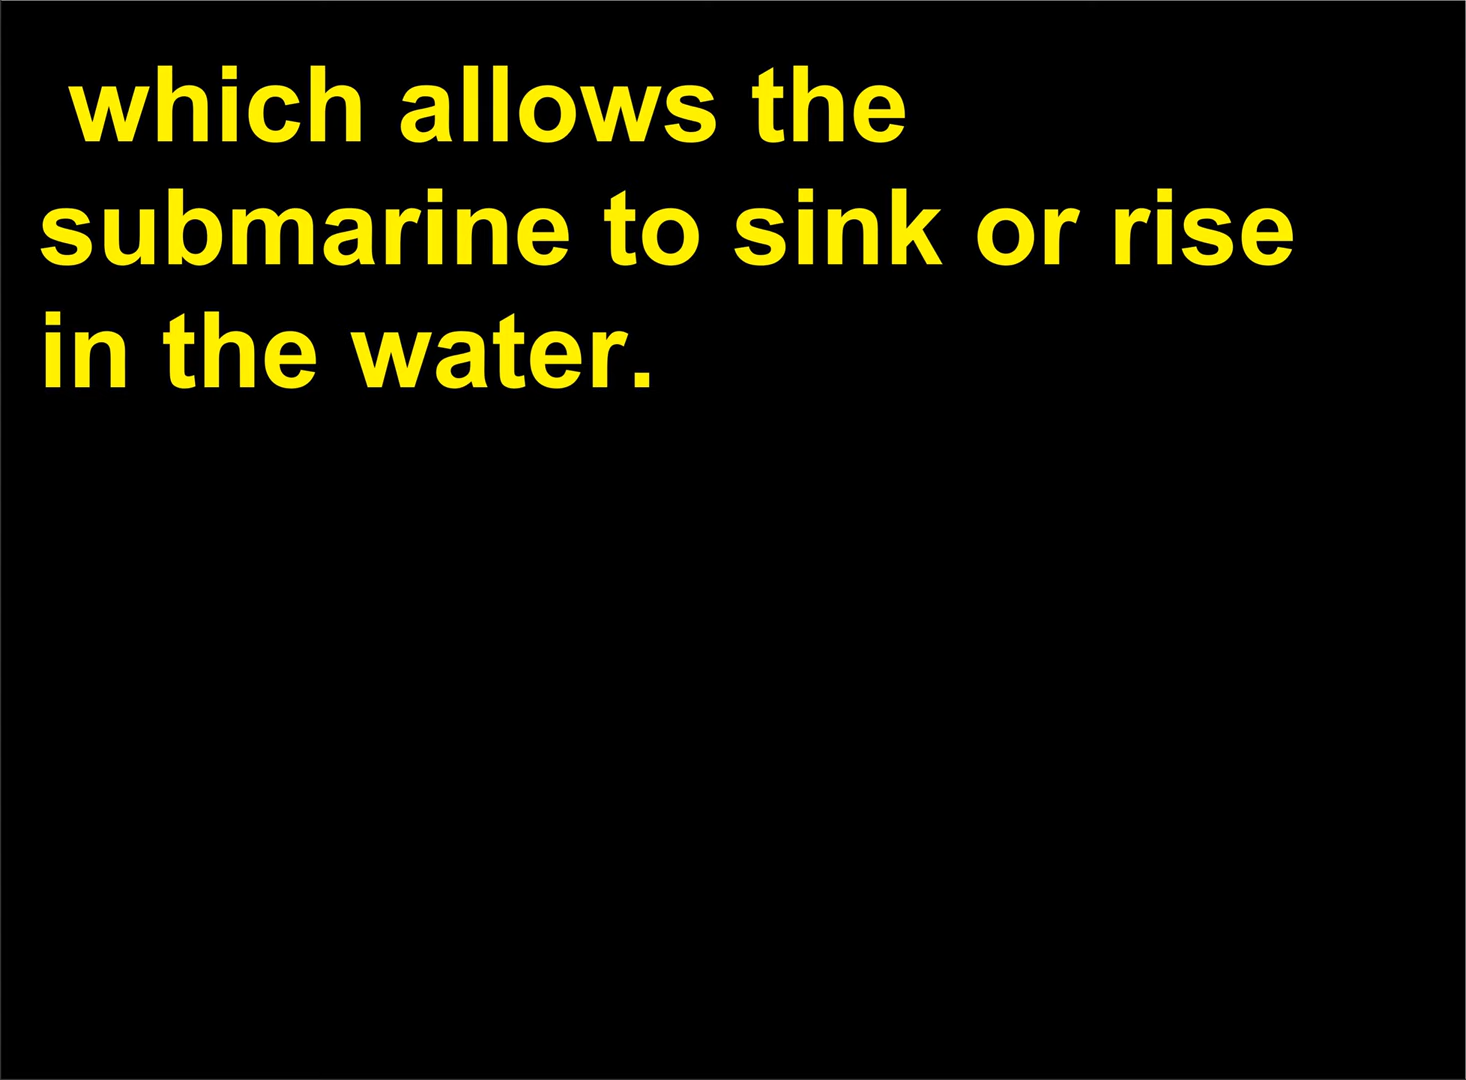 which allows the
submarine to sink or rise
in the water.